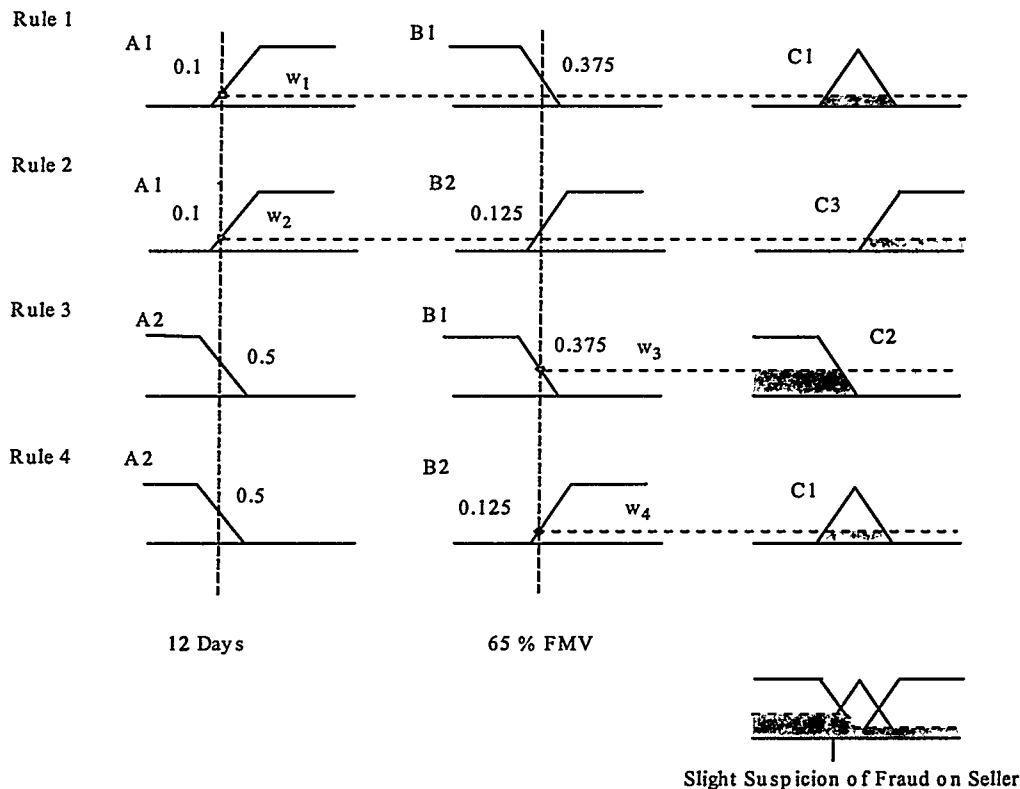 Rule 1
A1
0.1
w1
B1
0.375
C1
Rule 2
A1
0.1
w2
B2
0.125
C3
Rule 3
A2
0.5
B1
0.375
w3
C2
Rule 4
A2
0.5
B2
0.125
w4
C1
12 Days
65 % FMV
Slight Suspicion of Fraud on Seller